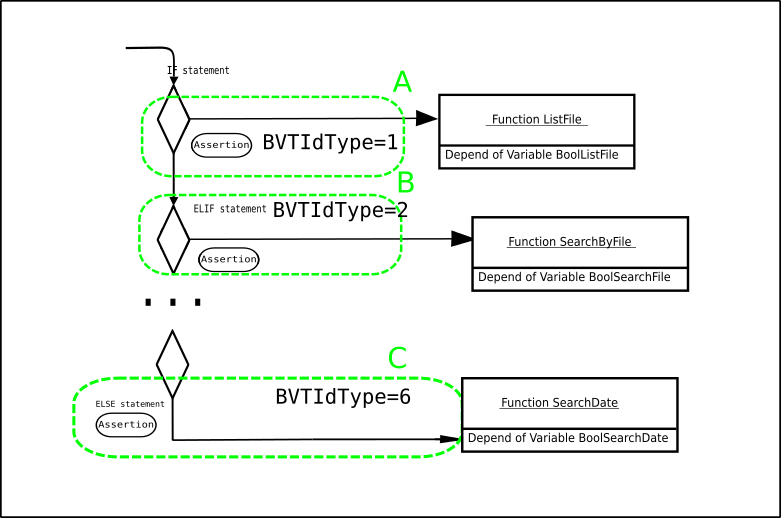 IF statement
A
Function ListFile
Assertion
BVTIdType=1
Depend of Variable BoolListFile
B
ELIF statement
BVTIdType=2
Function SearchByFile
Assertion
Depend of Variable BoolSearchFile
...
C
BVTIdType=6
ELSE statement
Function SearchDate
Assertion
Depend of Variable BoolSearchDate